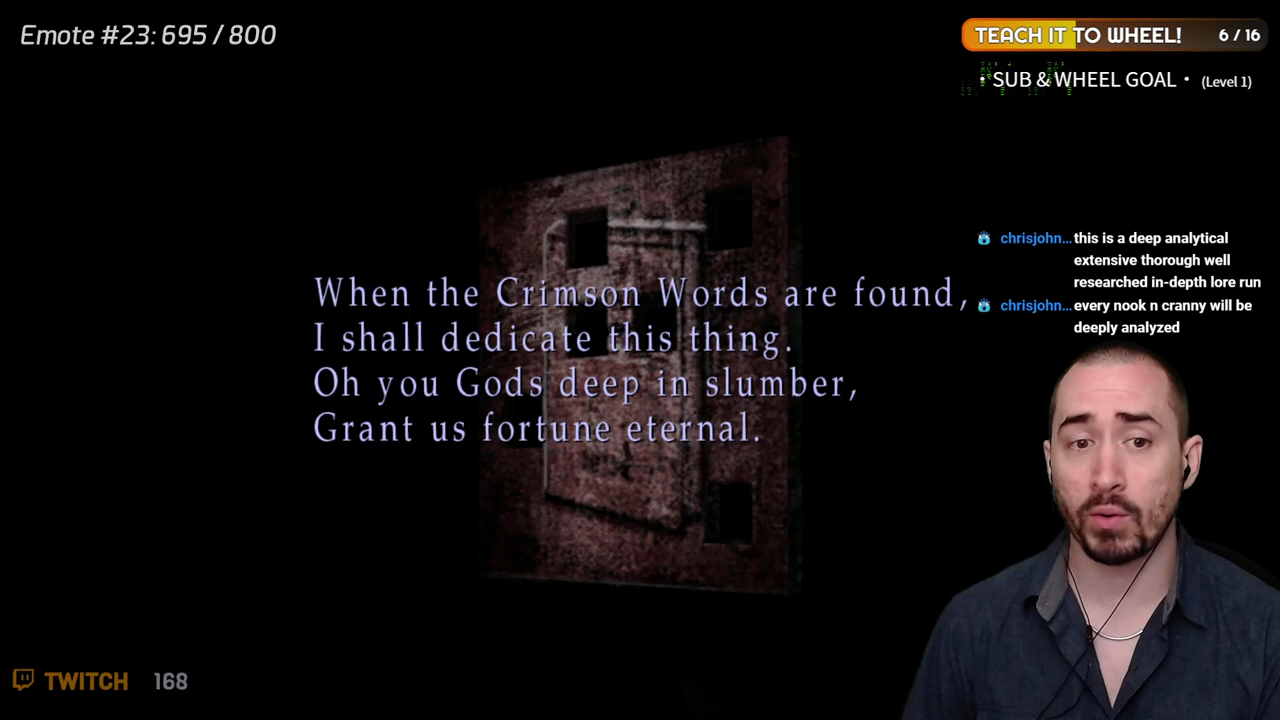 Emote #23: 695 / 800
TEACH IT TO WHEEL! 6 / 16
• SUB & WHEEL GOAL • (Level 1)
chrisjohn... this is a deep analytical
extensive thorough well
researched in-depth lore run
chrisjohn... every nook n cranny will be
deeply analyzed
When the Crimson Words are found,
I shall dedicate this thing.
Oh you Gods deep in slumber,
Grant us fortune eternal.
TWITCH 168